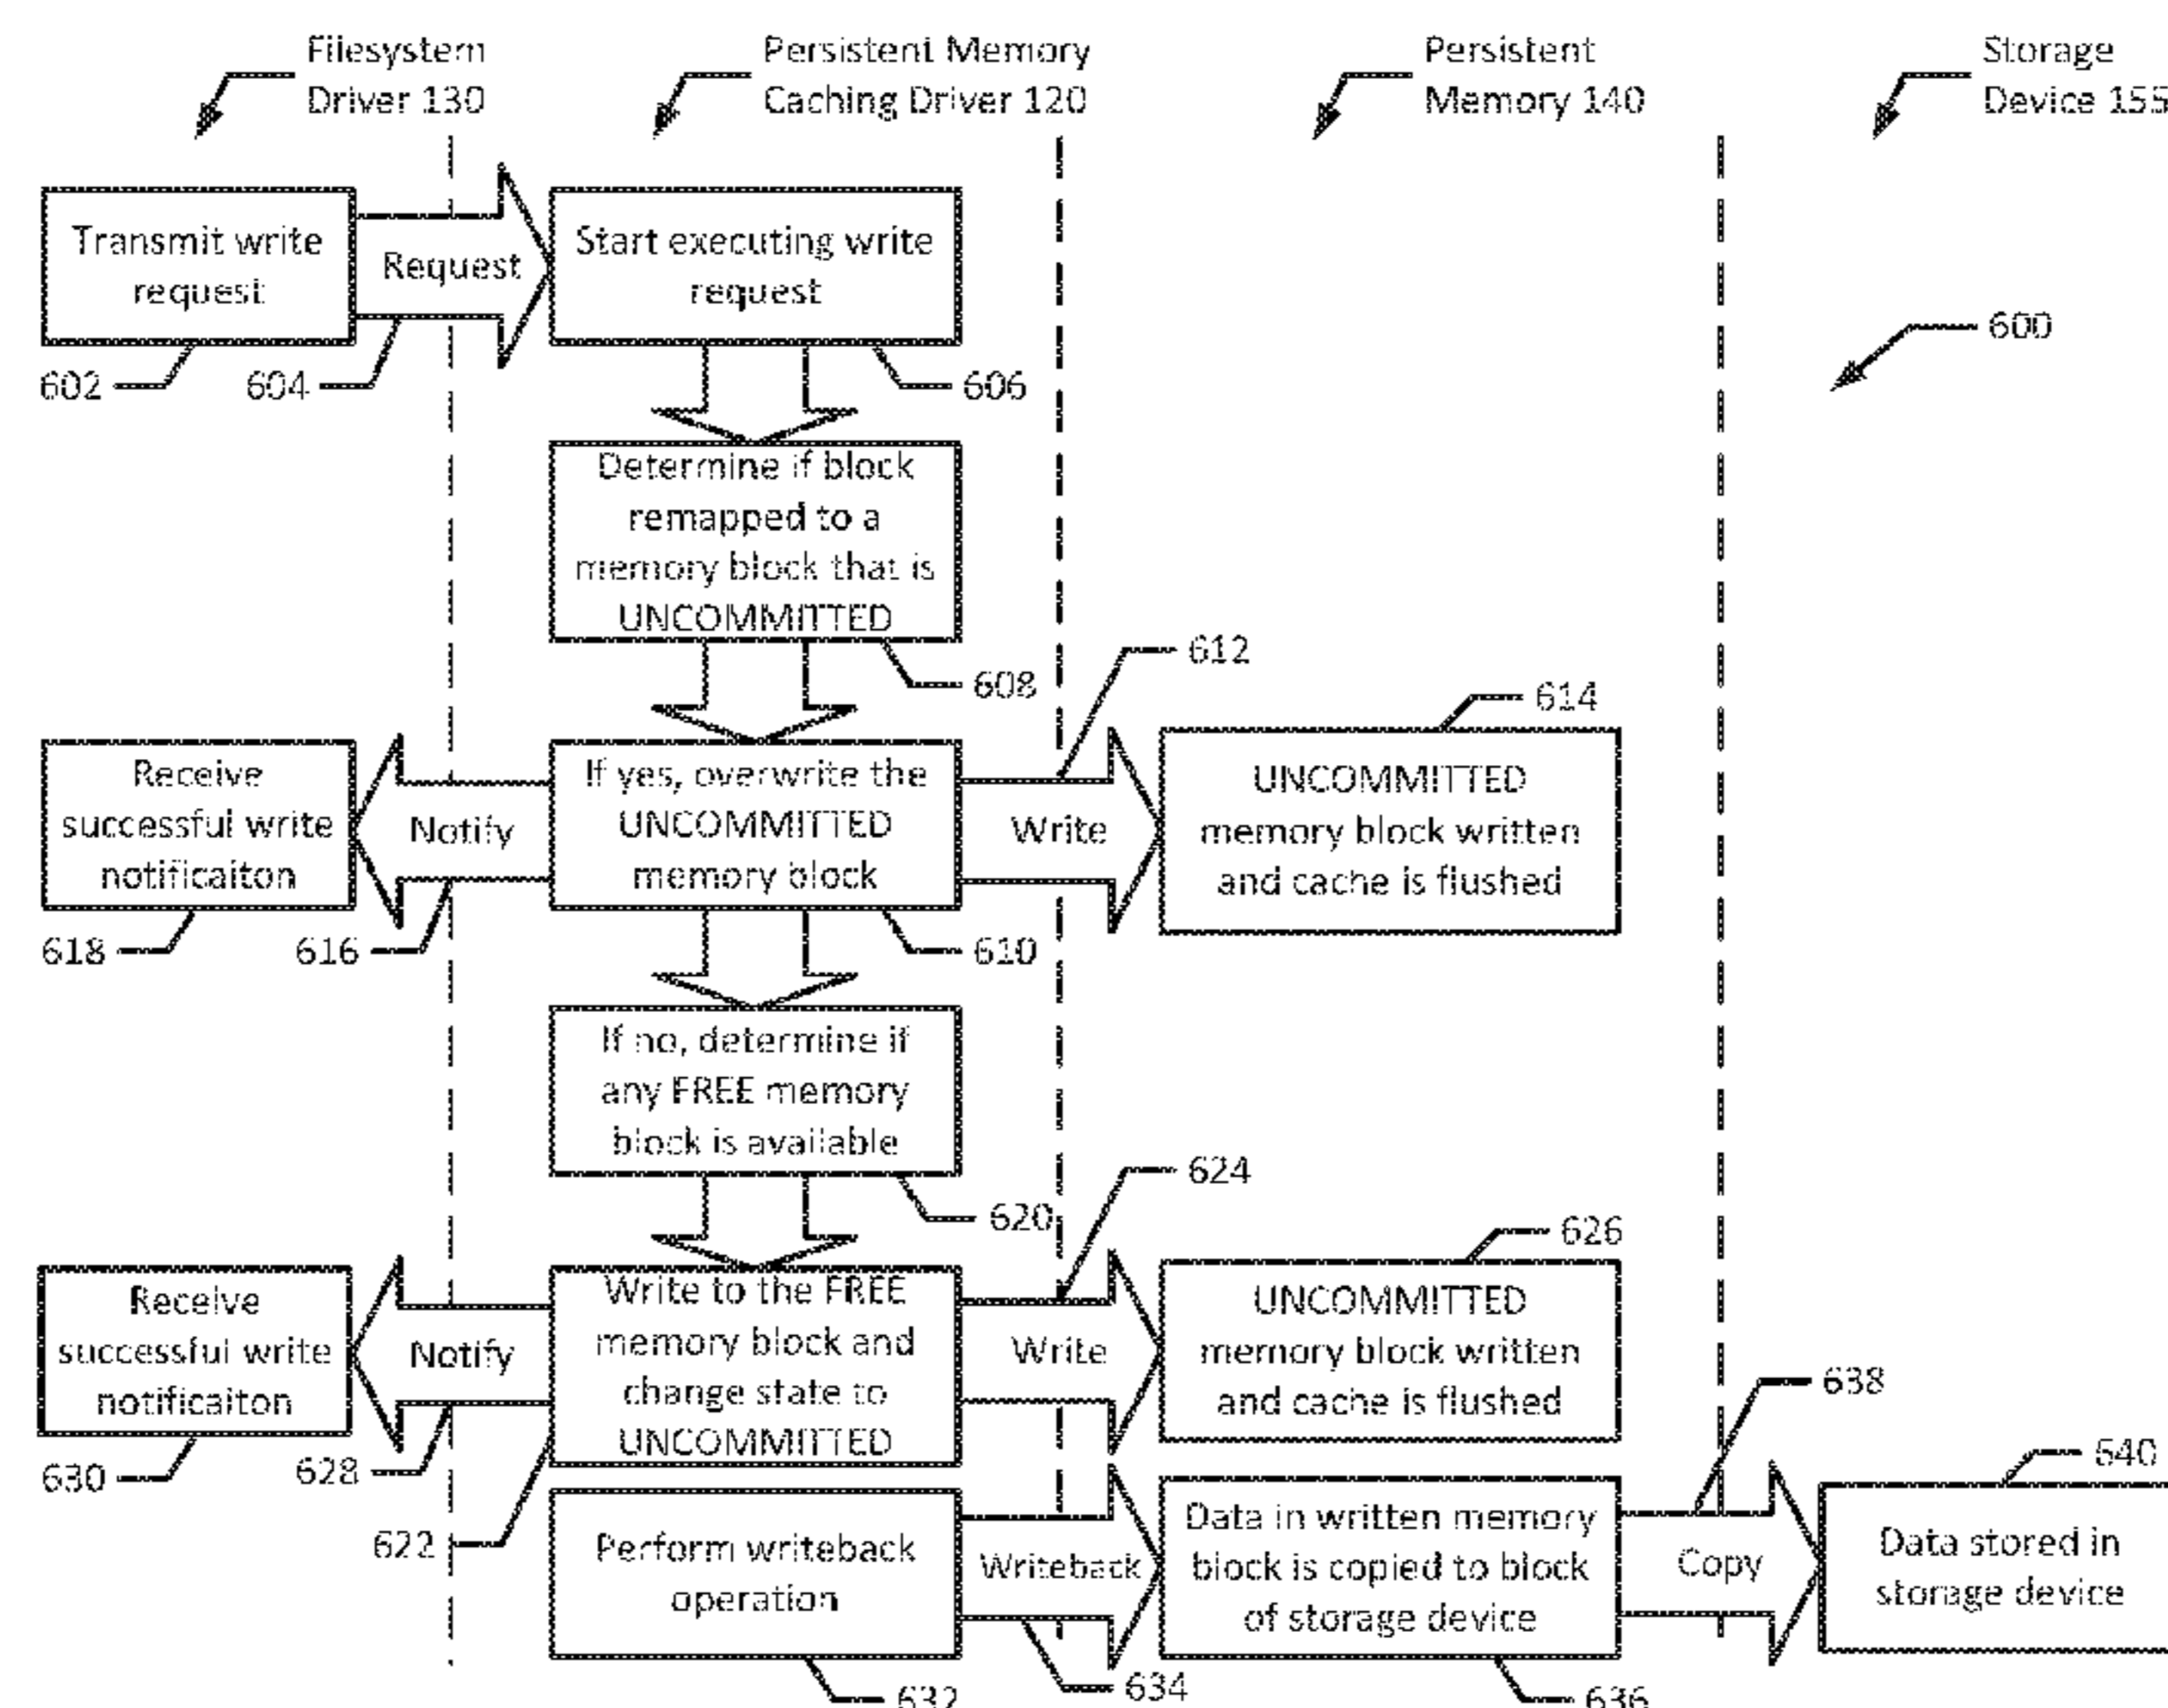 Filesystem
Driver 130
Persistent Memory
Caching Driver 120
Persistent
Memory 140
Storage
Device 155
Transmit write
request
Request
Start executing write
request
600
602
604
606
Determine if block
remapped to a
memory block that is
UNCOMMITTED
608
612
614
Receive
successful write
notificaiton
Notify
If yes, overwrite the
UNCOMMITTED
memory block
Write
UNCOMMITTED
memory block written
and cache is flushed
618
616
610
If no, determine if
any FREE memory
block is available
620
624
626
Receive
successful write
notificaiton
Notify
Write to the FREE
memory block and
change state to
UNCOMMITTED
Write
UNCOMMITTED
memory block written
and cache is flushed
638
630
628
640
622
Perform writeback
operation
Writeback
Data in written memory
block is copied to block
of storage device
Copy
Data stored in
storage device
632
634
636